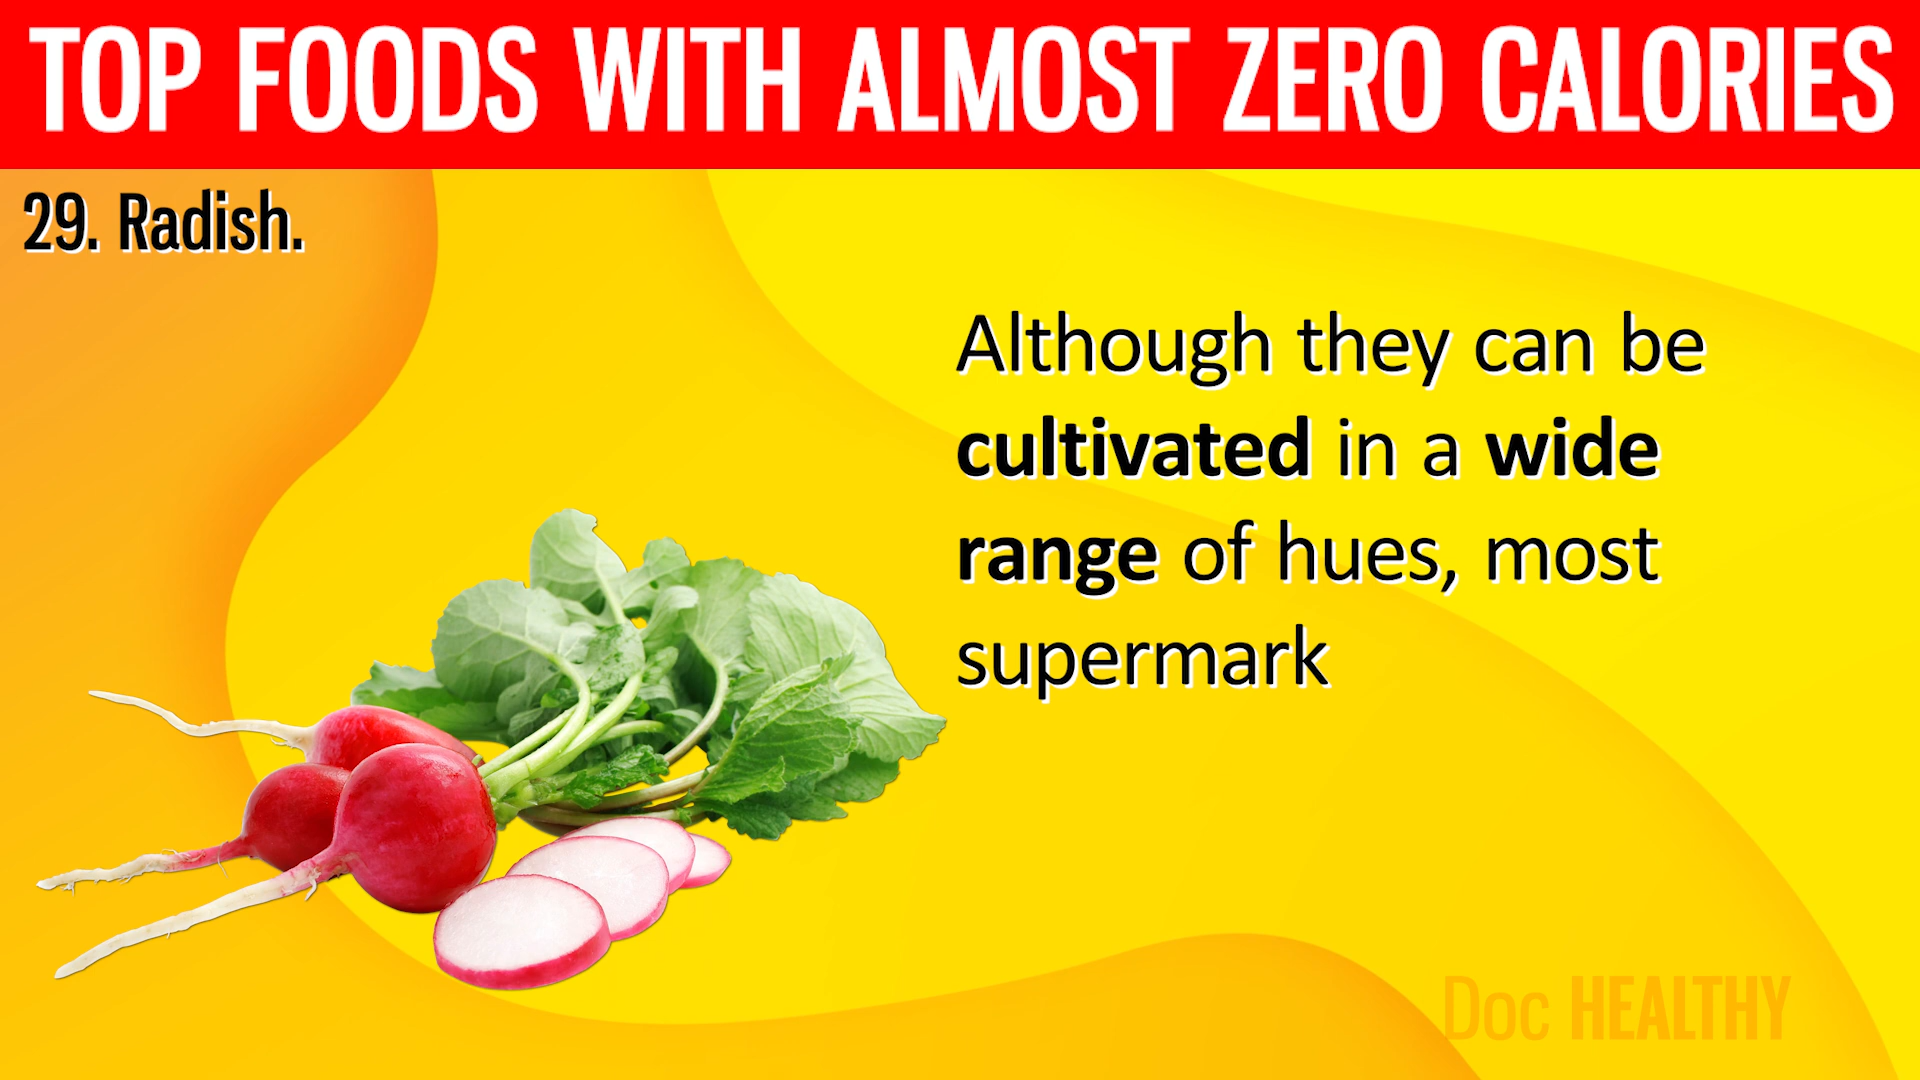 TOP FOODS WITH ALMOST ZERO CALORIES
29. Radish.
Although they can be
cultivated in a wide
range of hues, most
supermark
Doc HEALTHY